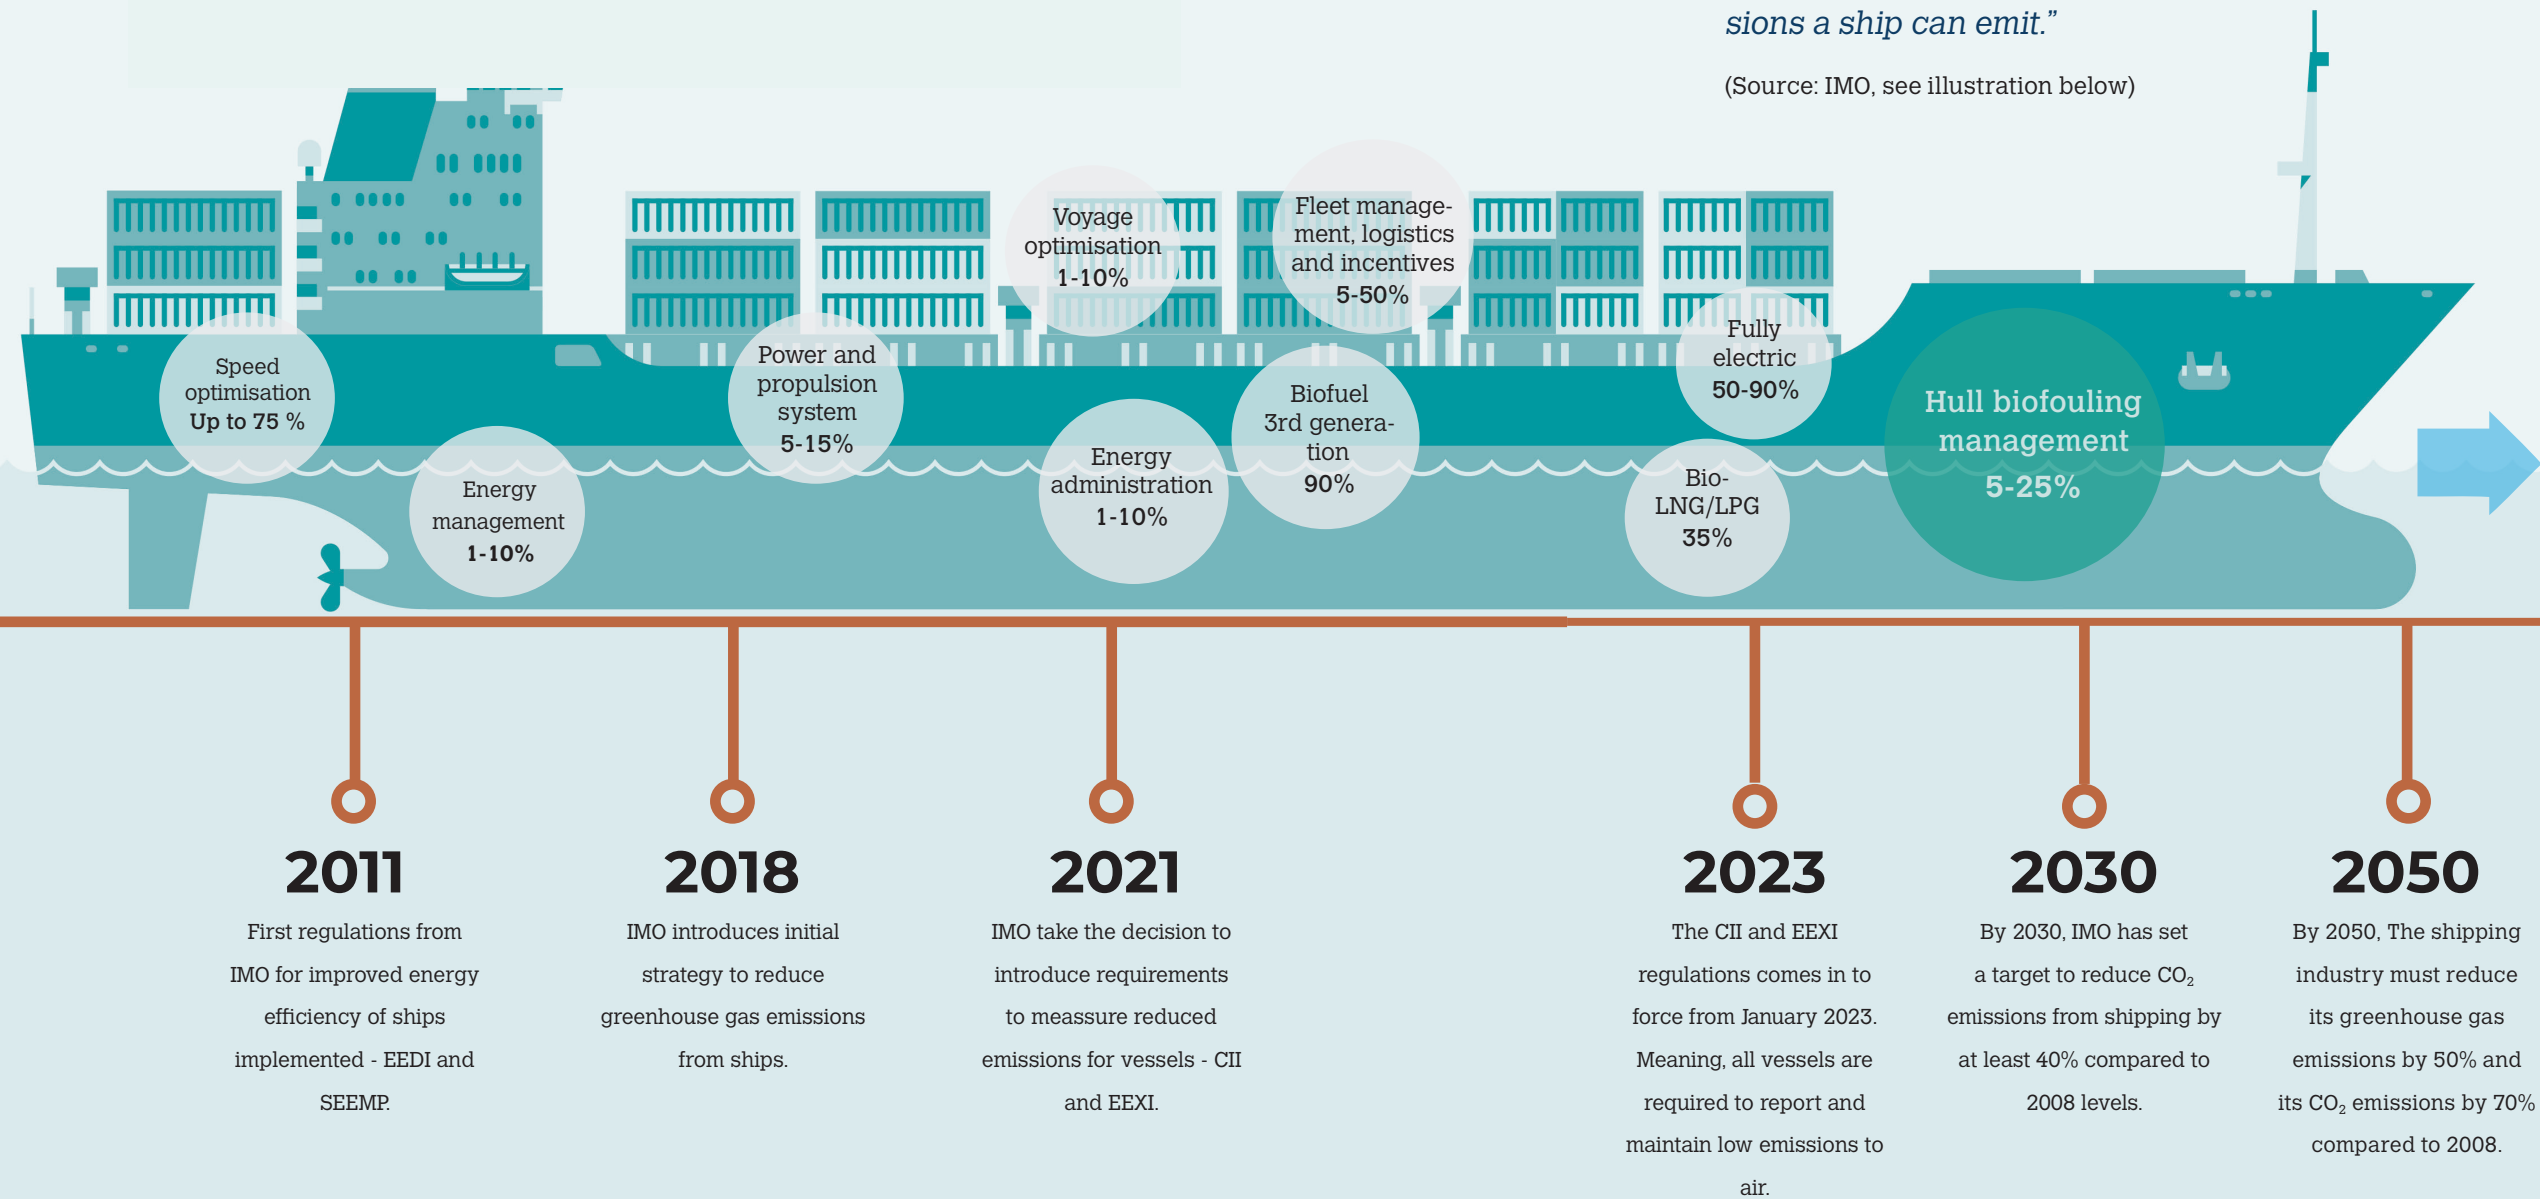 sions a ship can emit.”
(Source: IMO, see illustration below)
Voyage
optimisation
1-10%
Fleet manage-
ment, logistics
and incentives
5-50%
Speed
optimisation
Up to 75 %
Power and
propulsion
system
5-15%
Fully
electric
50-90%
Biofuel
3rd genera-
tion
90%
Hull biofouling
management
5-25%
Energy
management
1-10%
Energy
administration
1-10%
Bio-
LNG/LPG
35%
2011
First regulations from
IMO for improved energy
efficiency of ships
implemented - EEDI and
SEEMP.
2018
IMO introduces initial
strategy to reduce
greenhouse gas emissions
from ships.
2021
IMO take the decision to
introduce requirements
to meassure reduced
emissions for vessels - CII
and EEXI.
2023
The CII and EEXI
regulations comes in to
force from January 2023.
Meaning, all vessels are
required to report and
maintain low emissions to
air.
2030
By 2030, IMO has set
a target to reduce CO₂
emissions from shipping by
at least 40% compared to
2008 levels.
2050
By 2050, The shipping
industry must reduce
its greenhouse gas
emissions by 50% and
its CO₂ emissions by 70%
compared to 2008.